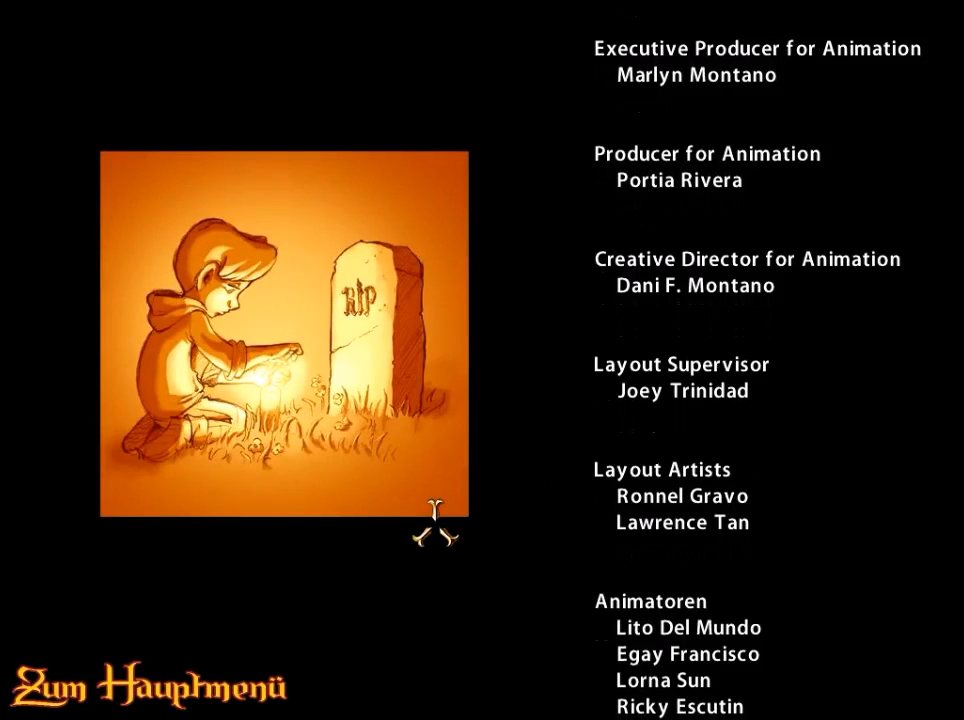 Executive Producer for Animation
Marlyn Montano
Producer for Animation
Portia Rivera
Creative Director for Animation
Dani F. Montano
Layout Supervisor
Joey Trinidad
Layout Artists
Ronnel Gravo
Lawrence Tan
Animatoren
Lito Del Mundo
Egay Francisco
Lorna Sun
Ricky Escutin
RIP
Zum Hauptmenü